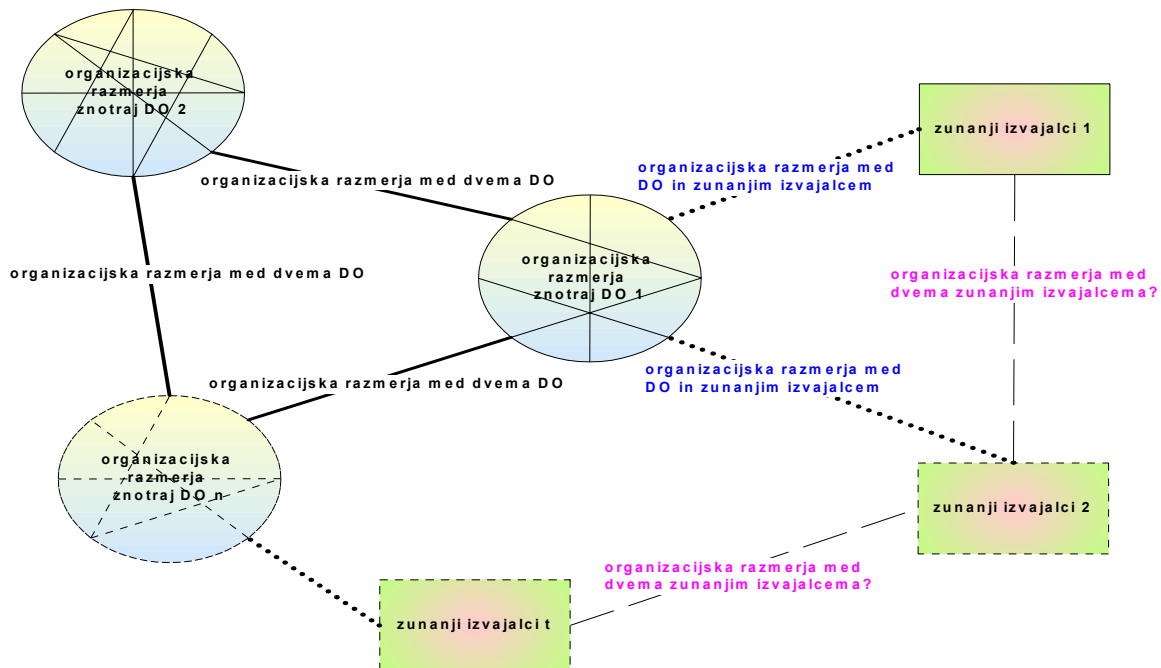 organizacijska
razmerja
znotraj DO 2
zunanji izvajalci 1
organizacijska razmerja med
DO in zunanjim izvajalcem
organizacijska razmerja med dvema DO
organizacijska
razmerja
znotraj DO 1
organizacijska razmerja med dvema DO
organizacijska razmerja med
dvema zunanjim izvajalcema?
organizacijska razmerja med
DO in zunanjim izvajalcem
organizacijska razmerja med dvema DO
organizacijska
razmerja
znotraj DO n
zunanji izvajalci 2
organizacijska razmerja med
dvema zunanjim izvajalcema?
zunanji izvajalci t